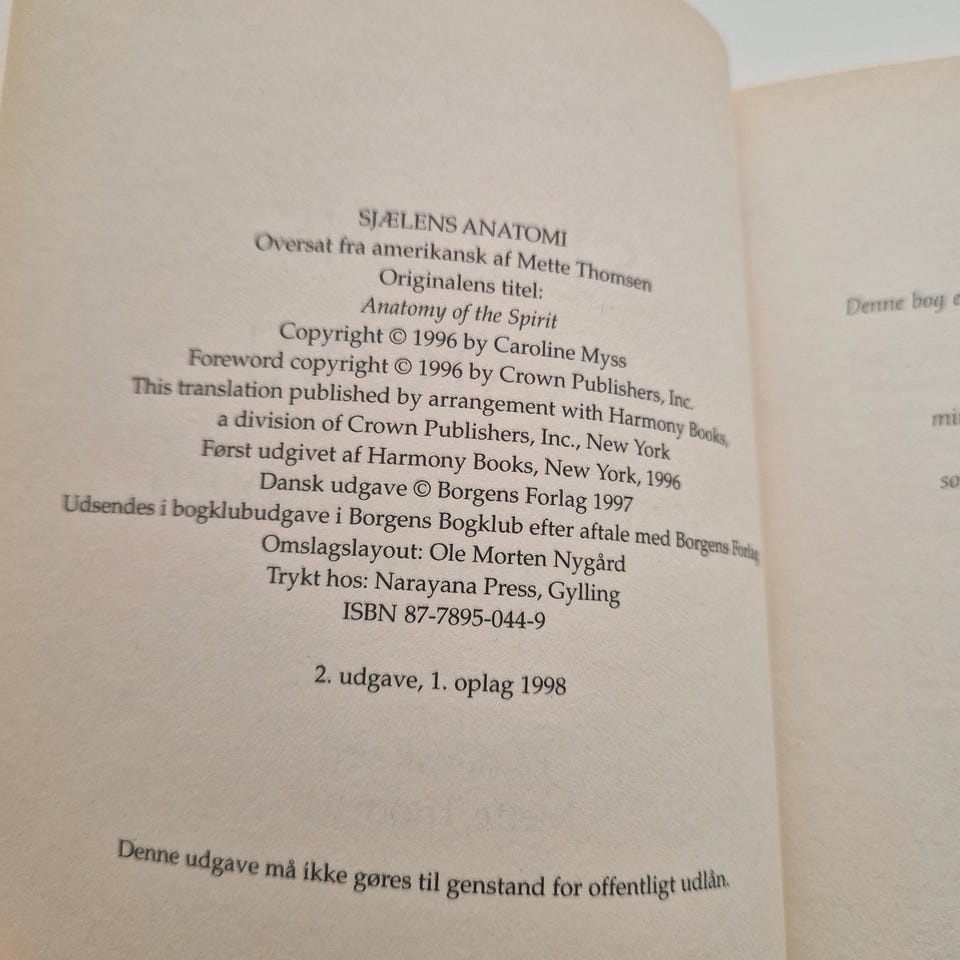 SJÆLENS ANATOMI
Oversat fra amerikansk af Mette Thomsen
Originalens titel:
Anatomy of the Spirit
Copyright © 1996 by Caroline Myss
Foreword copyright © 1996 by Crown Publishers, Inc.
This translation published by arrangement with Harmony Books,
a division of Crown Publishers, Inc., New York
Først udgivet af Harmony Books, New York, 1996
Dansk udgave © Borgens Forlag 1997
Udsendes i bogklubudgave i Borgens Bogklub efter aftale med Borgens Forlag
Omslagslayout: Ole Morten Nygård
Trykt hos: Narayana Press, Gylling
ISBN 87-7895-044-9
2. udgave, 1. oplag 1998
Denne udgave må ikke gøres til genstand for offentligt udlån.
Denne bog